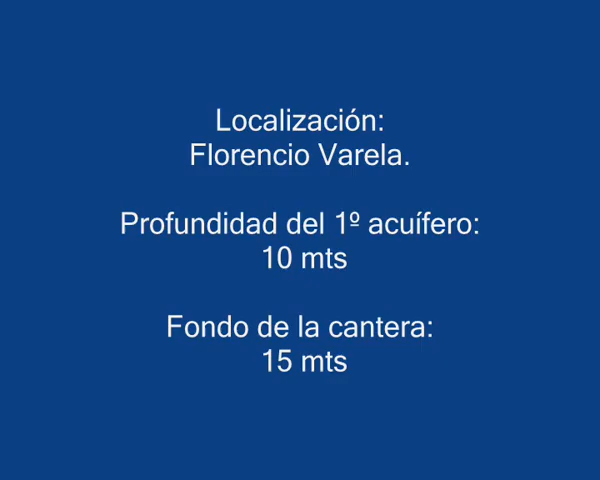 Localización:
Florencio Varela.
Profundidad del 1º acuífero:
10 mts
Fondo de la cantera:
15 mts